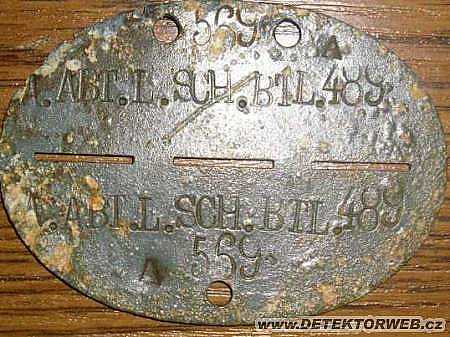 569
A
A. ABT. L. SCH. BTL. 489
A. ABT. L. SCH. BTL. 489
569
A
www.DETEKTORWEB.cz